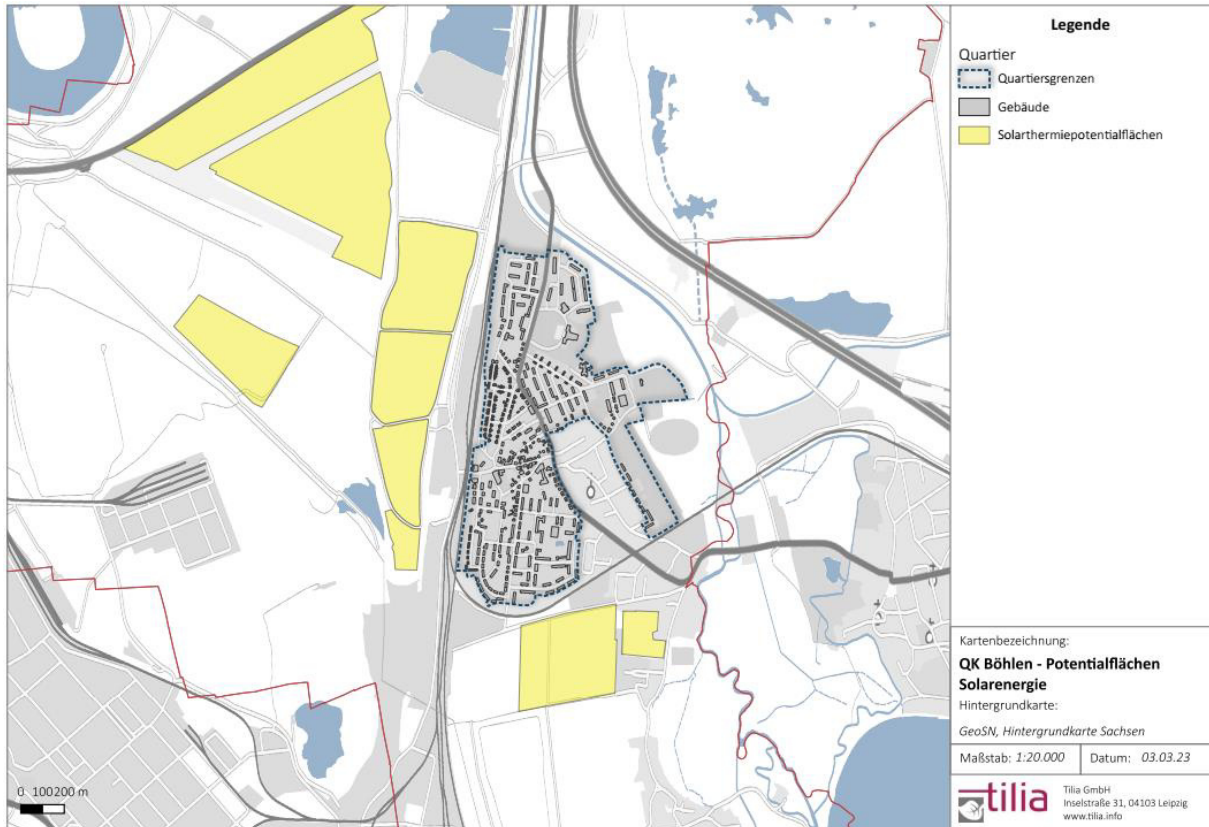 Legende
Quartier
Quartiersgrenzen
Gebäude
Solarthermiepotentialflächen
Kartenbezeichnung:
QK Böhlen - Potentialflächen
Solarenergie
Hintergrundkarte:
GeoSN, Hintergrundkarte Sachsen
Maßstab: 1:20.000
Datum: 03.03.23
tilia
Tilia GmbH
Inselstraße 31, 04103 Leipzig
www.tilia.info
0 100200 m